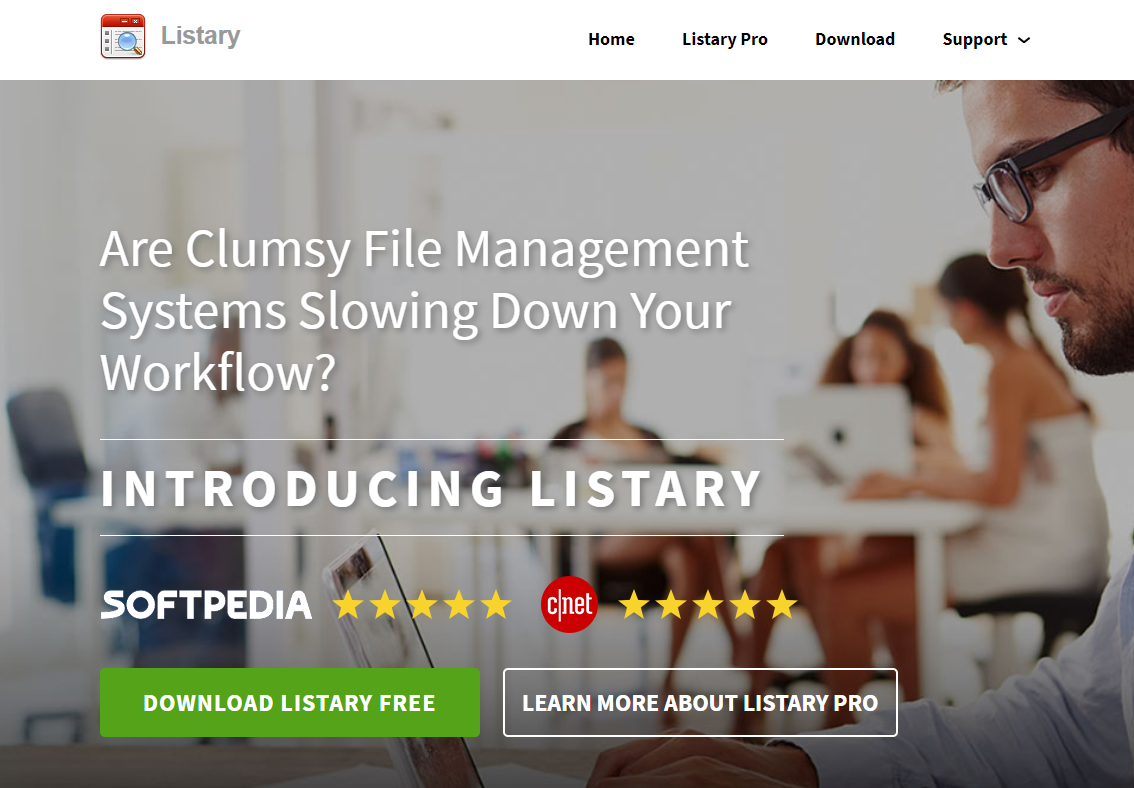 Listary
Home Listary Pro Download Support
Are Clumsy File Management
Systems Slowing Down Your
Workflow?
INTRODUCING LISTARY
SOFTPEDIA c|net
DOWNLOAD LISTARY FREE LEARN MORE ABOUT LISTARY PRO